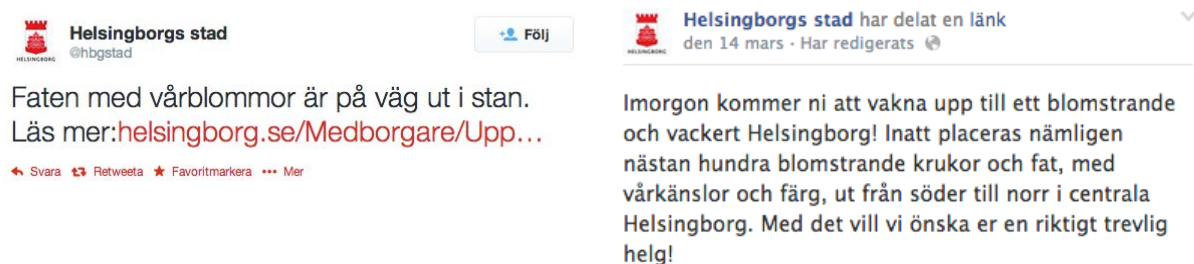 HELSINGBORG
Helsingborgs stad
@hbgstad
Följ
Faten med vårblommor är på väg ut i stan.
Läs mer:helsingborg.se/Medborgare/Upp…
Svara Retweeta Favoritmarkera ••• Mer
HELSINGBORG
Helsingborgs stad har delat en länk
den 14 mars · Har redigerats
Imorgon kommer ni att vakna upp till ett blomstrande
och vackert Helsingborg! Inatt placeras nämligen
nästan hundra blomstrande krukor och fat, med
vårkänslor och färg, ut från söder till norr i centrala
Helsingborg. Med det vill vi önska er en riktigt trevlig
helg!